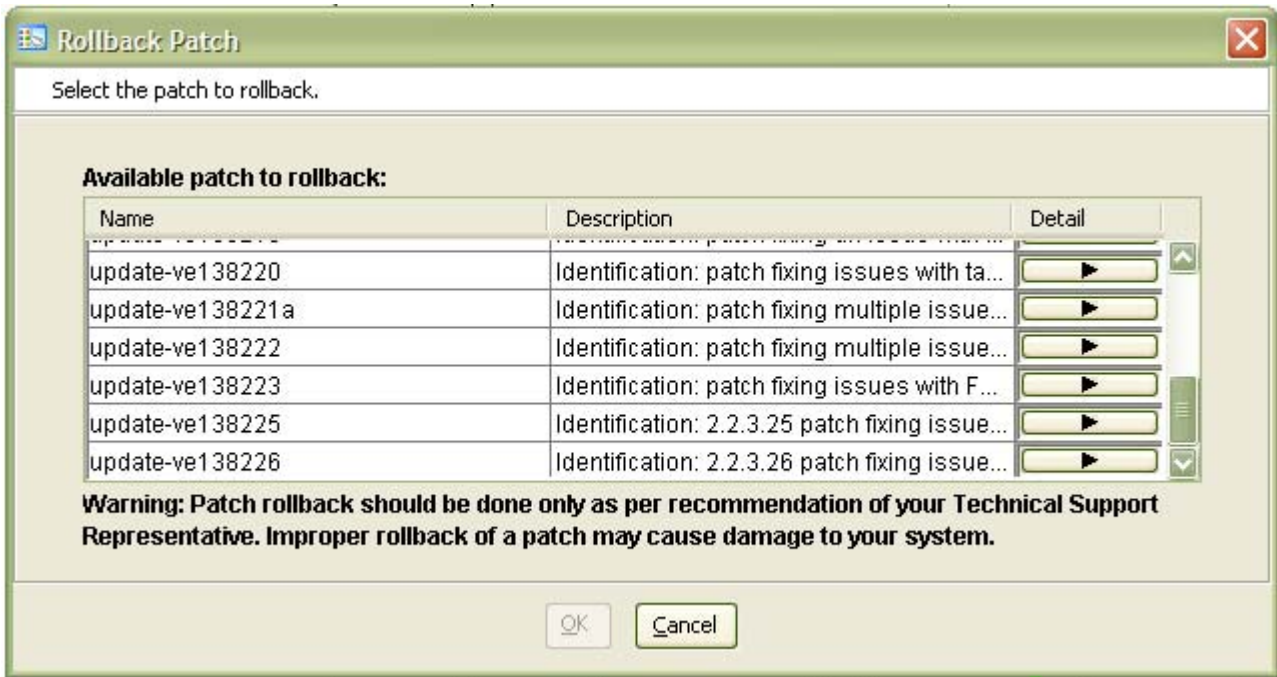 Rollback Patch
Select the patch to rollback.
Available patch to rollback:
Name Description Detail
update-ve138220 Identification: patch fixing issues with ta...
update-ve138221a Identification: patch fixing multiple issue...
update-ve138222 Identification: patch fixing multiple issue...
update-ve138223 Identification: patch fixing issues with F...
update-ve138225 Identification: 2.2.3.25 patch fixing issue...
update-ve138226 Identification: 2.2.3.26 patch fixing issue...
Warning: Patch rollback should be done only as per recommendation of your Technical Support
Representative. Improper rollback of a patch may cause damage to your system.
OK Cancel